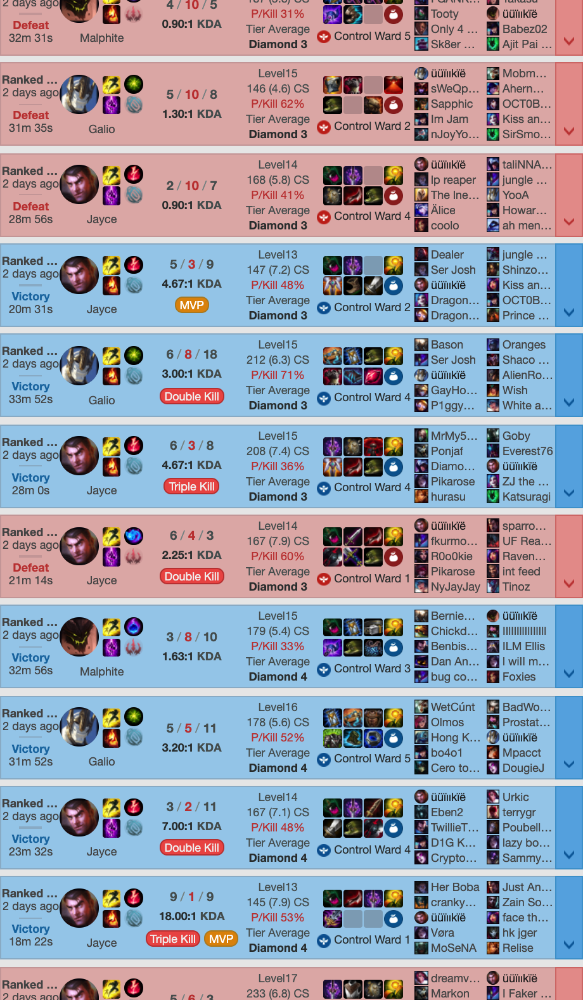 4 / 10 / 5
P/Kill 31%
Tooty
üüïııkïë
Defeat
0.90:1 KDA
Tier Average
Only 4 ...
Babez02
32m 31s
Malphite
Diamond 3
Control Ward 5
Sk8er ...
Ajit Pai ...
Ranked ...
2 days ago
Defeat
31m 35s
Galio
5 / 10 / 8
1.30:1 KDA
Level15
146 (4.6) CS
P/Kill 62%
Tier Average
Diamond 3
Control Ward 2
üüïııkïë
sWeQp...
Sapphic
Im Jam
nJoyYo...
Mobm...
Ahern...
OCT0B...
Kiss an...
SirSmo...
Ranked ...
2 days ago
Defeat
28m 56s
Jayce
2 / 10 / 7
0.90:1 KDA
Level14
168 (5.8) CS
P/Kill 41%
Tier Average
Diamond 3
Control Ward 4
üüïııkïë
lp reaper
The Ine...
Älice
coolo
taliNNA...
jungle ...
YooA
Howar...
ah men...
Ranked ...
2 days ago
Victory
20m 31s
Jayce
5 / 3 / 9
4.67:1 KDA
MVP
Level13
147 (7.2) CS
P/Kill 48%
Tier Average
Diamond 3
Control Ward 2
Dealer
Ser Josh
üüïııkïë
Dragon...
Dragon...
jungle ...
Shinzo...
Kiss an...
OCT0B...
Prince ...
Ranked ...
2 days ago
Victory
33m 52s
Galio
6 / 8 / 18
3.00:1 KDA
Double Kill
Level15
212 (6.3) CS
P/Kill 71%
Tier Average
Diamond 3
Control Ward 4
Bason
Ser Josh
üüïııkïë
GayHo...
P1ggy...
Oranges
Shaco ...
AlienRo...
Wish
White a...
Ranked ...
2 days ago
Victory
28m 0s
Jayce
6 / 3 / 8
4.67:1 KDA
Triple Kill
Level15
208 (7.4) CS
P/Kill 36%
Tier Average
Diamond 3
Control Ward 4
MrMy5...
Ponjaf
Diamo...
Pikarose
hurasu
Goby
Everest76
üüïııkïë
ZJ the ...
Katsuragi
Ranked ...
2 days ago
Defeat
21m 14s
Jayce
6 / 4 / 3
2.25:1 KDA
Double Kill
Level14
167 (7.9) CS
P/Kill 60%
Tier Average
Diamond 3
Control Ward 1
üüïııkïë
fkurmo...
R0o0kie
Pikarose
NyJayJay
sparro...
UF Rea...
Raven...
int feed
Tinoz
Ranked ...
2 days ago
Victory
32m 56s
Malphite
3 / 8 / 10
1.63:1 KDA
Level15
179 (5.4) CS
P/Kill 33%
Tier Average
Diamond 4
Control Ward 3
Bernie...
Chickd...
Benbis...
Dan An...
bug co...
üüïııkïë
ILM Ellis
I will m...
Foxies
Ranked ...
2 days ago
Victory
31m 52s
Galio
5 / 5 / 11
3.20:1 KDA
Level16
178 (5.6) CS
P/Kill 52%
Tier Average
Diamond 4
Control Ward 5
WetCúnt
Olmos
Hong K...
bo4o1
Cero to...
BadWo...
Prostat...
üüïııkïë
Mpacct
DougieJ
Ranked ...
2 days ago
Victory
23m 32s
Jayce
3 / 2 / 11
7.00:1 KDA
Double Kill
Level14
167 (7.1) CS
P/Kill 48%
Tier Average
Diamond 4
Control Ward 4
üüïııkïë
Eben2
TwillieT...
D1G K...
Crypto...
Urkic
terrygr
Poubell...
lazy bo...
Sammy...
Ranked ...
2 days ago
Victory
18m 22s
Jayce
9 / 1 / 9
18.00:1 KDA
Triple Kill
MVP
Level13
145 (7.9) CS
P/Kill 53%
Tier Average
Diamond 4
Control Ward 1
Her Boba
cranky...
üüïııkïë
Vøra
MoSeNA
Just An...
Zain So...
face th...
hk jger
Relise
Ranked ...
2 days ago
5 / 6 / 3
Level17
233 (6.8) CS
dreamv...
Markon
üüïııkïë
I Faker ...